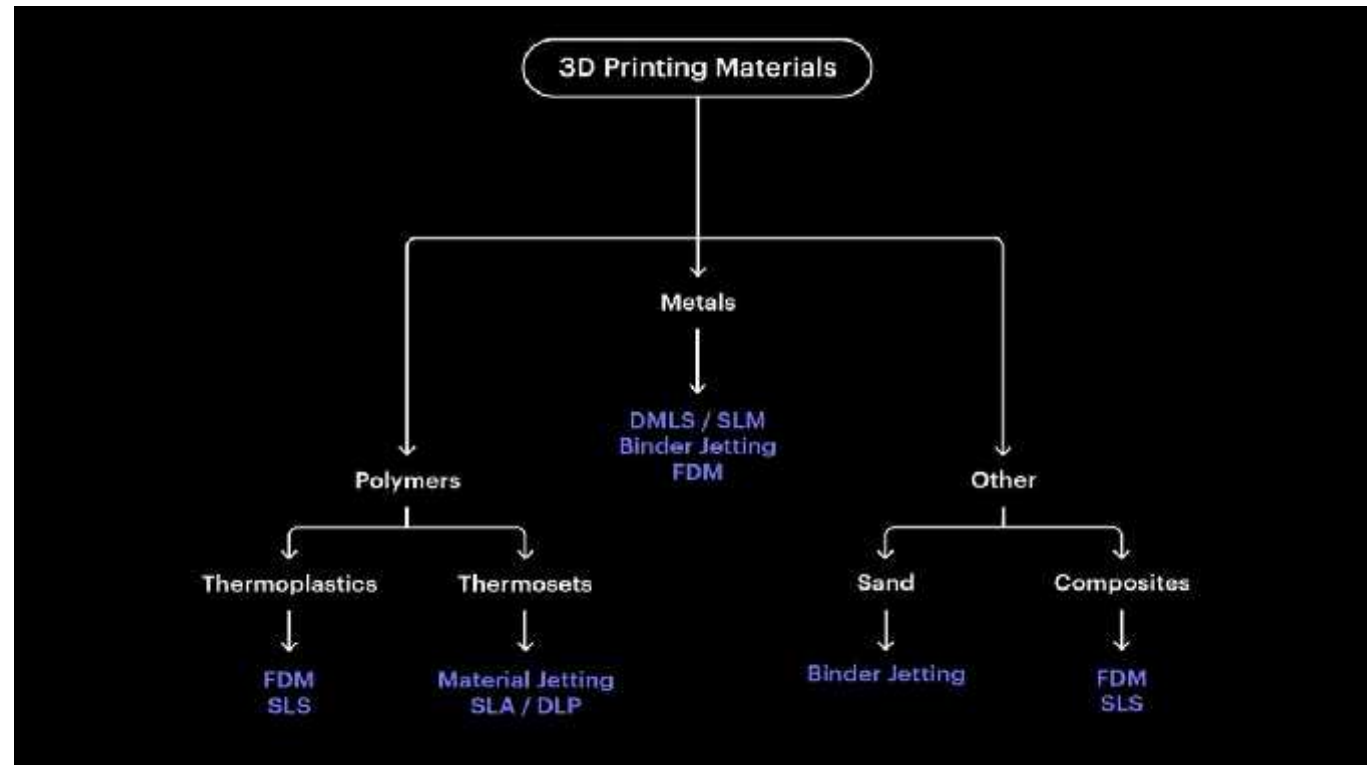 3D Printing Materials
Metals
DMLS / SLM
Binder Jetting
FDM
Polymers
Other
Thermoplastics
Thermosets
Sand
Composites
FDM
SLS
Material Jetting
SLA / DLP
Binder Jetting
FDM
SLS